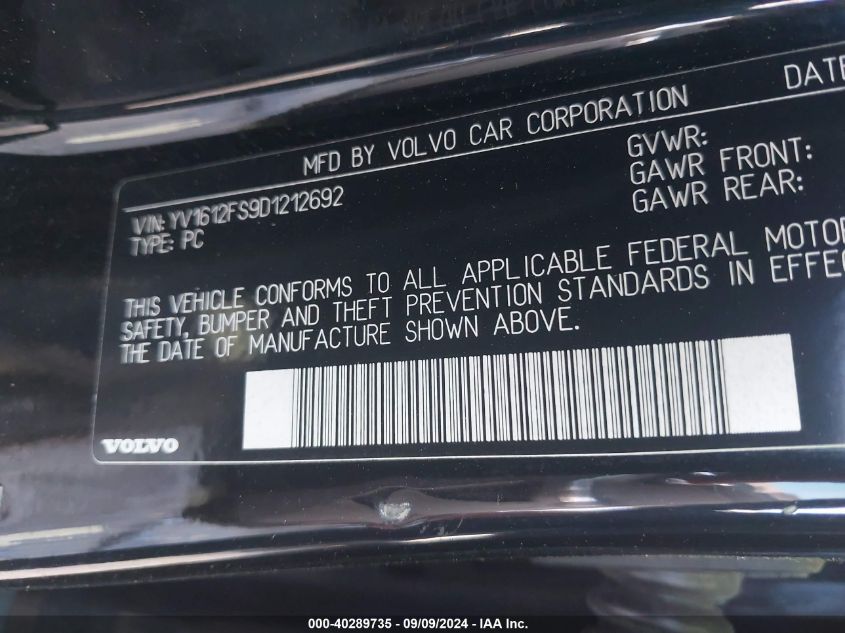 DATE
MFD BY VOLVO CAR CORPORATION
GVWR:
GAWR FRONT:
GAWR REAR:
VIN: YV1612FS9D1212692
TYPE: PC
THIS VEHICLE CONFORMS TO ALL APPLICABLE FEDERAL MOTOR
SAFETY, BUMPER AND THEFT PREVENTION STANDARDS IN EFFEC
THE DATE OF MANUFACTURE SHOWN ABOVE.
VOLVO
000-40289735 - 09/09/2024 - IAA Inc.